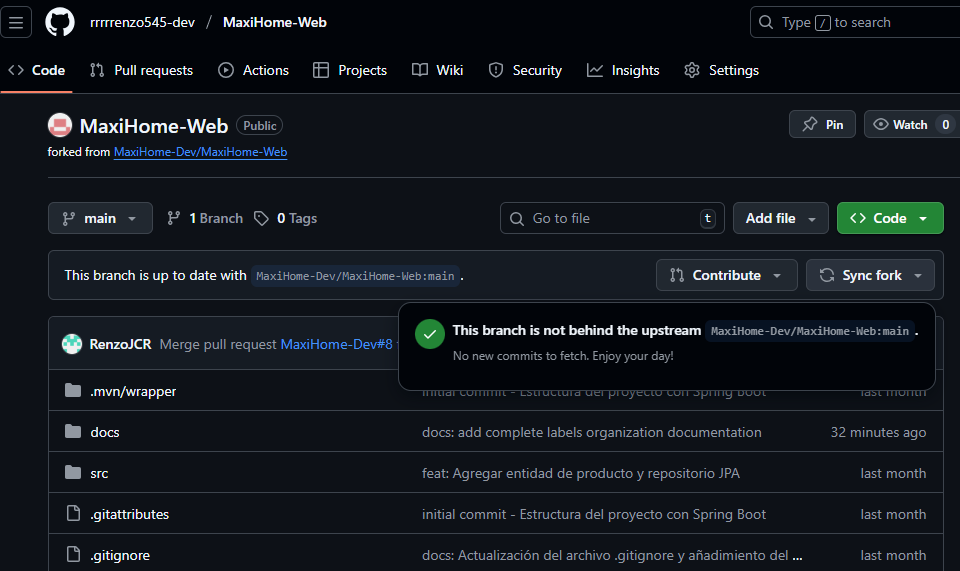 rrrrrenzo545-dev / MaxiHome-Web
Type / to search
Code Pull requests Actions Projects Wiki Security Insights Settings
MaxiHome-Web Public
Pin Watch 0
forked from MaxiHome-Dev/MaxiHome-Web
main 1 Branch 0 Tags Go to file t Add file <> Code
This branch is up to date with MaxiHome-Dev/MaxiHome-Web:main . Contribute Sync fork
This branch is not behind the upstream MaxiHome-Dev/MaxiHome-Web:main .
No new commits to fetch. Enjoy your day!
RenzoJCR Merge pull request MaxiHome-Dev#8
.mvn/wrapper initial commit - Estructura del proyecto con Spring Boot last month
docs docs: add complete labels organization documentation 32 minutes ago
src feat: Agregar entidad de producto y repositorio JPA last month
.gitattributes initial commit - Estructura del proyecto con Spring Boot last month
.gitignore docs: Actualización del archivo .gitignore y añadimiento del ... last month